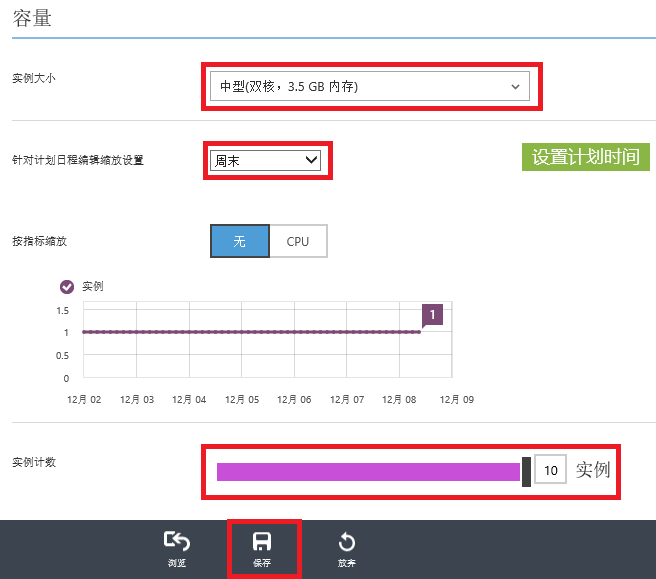 容量
实例大小
中型(双核，3.5 GB 内存)
针对计划日程编辑缩放设置
周末
设置计划时间
按指标缩放
无
CPU
实例
1.5
1
0.5
0
1
12月 02 12月 03 12月 04 12月 05 12月 06 12月 07 12月 08 12月 09
实例计数
10
实例
浏览
保存
放弃